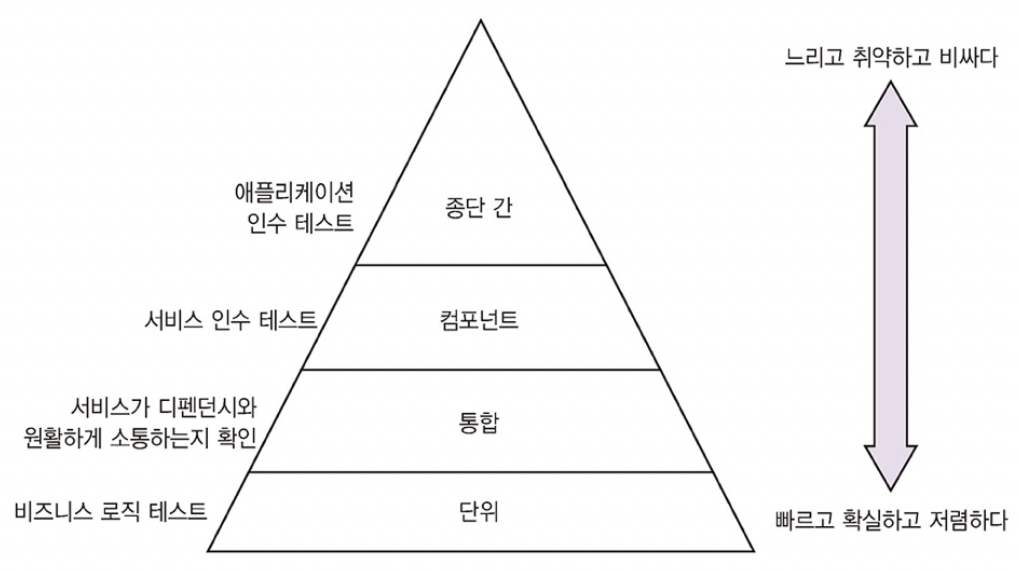 느리고 취약하고 비싸다
애플리케이션
인수 테스트
종단 간
서비스 인수 테스트
컴포넌트
서비스가 디펜던시와
원활하게 소통하는지 확인
통합
비즈니스 로직 테스트
단위
빠르고 확실하고 저렴하다